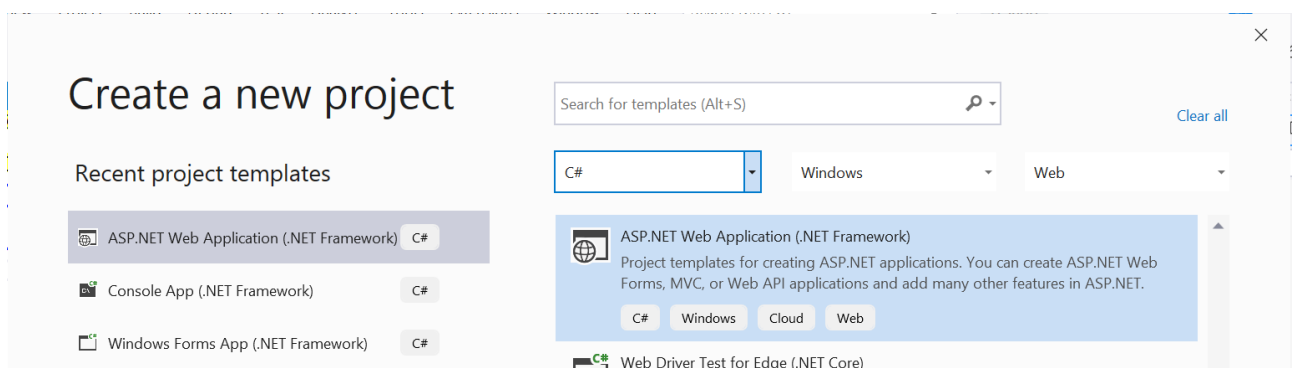 Create a new project
Search for templates (Alt+S)
Clear all
Recent project templates
C#
Windows
Web
ASP.NET Web Application (.NET Framework) C#
Console App (.NET Framework) C#
Windows Forms App (.NET Framework) C#
ASP.NET Web Application (.NET Framework)
Project templates for creating ASP.NET applications. You can create ASP.NET Web
Forms, MVC, or Web API applications and add many other features in ASP.NET.
C# Windows Cloud Web
Web Driver Test for Edge (.NET Core)